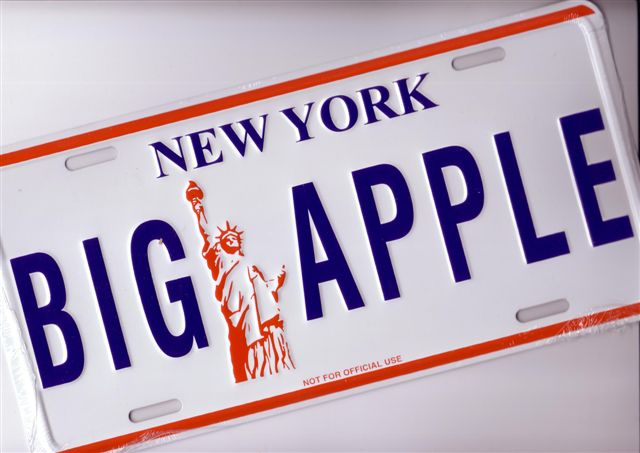 NEW YORK
BIG APPLE
NOT FOR OFFICIAL USE